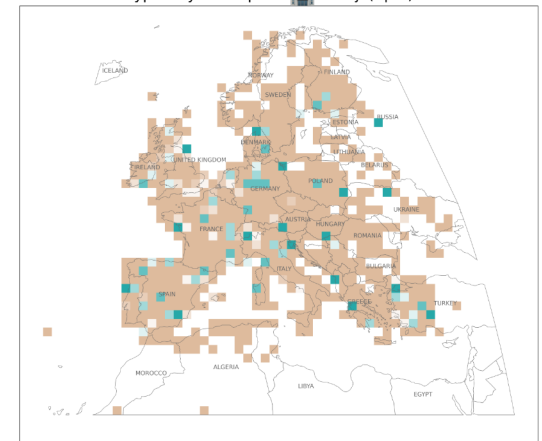 ICELAND
FINLAND
NORWAY
SWEDEN
RUSSIA
ESTONIA
LATVIA
DENMARK
LITHUANIA
UNITED KINGDOM
BELARUS
IRELAND
POLAND
GERMANY
UKRAINE
AUSTRIA
HUNGARY
FRANCE
ROMANIA
ITALY
BULGARIA
SPAIN
GREECE
TURKEY
ALGERIA
MOROCCO
LIBYA
EGYPT